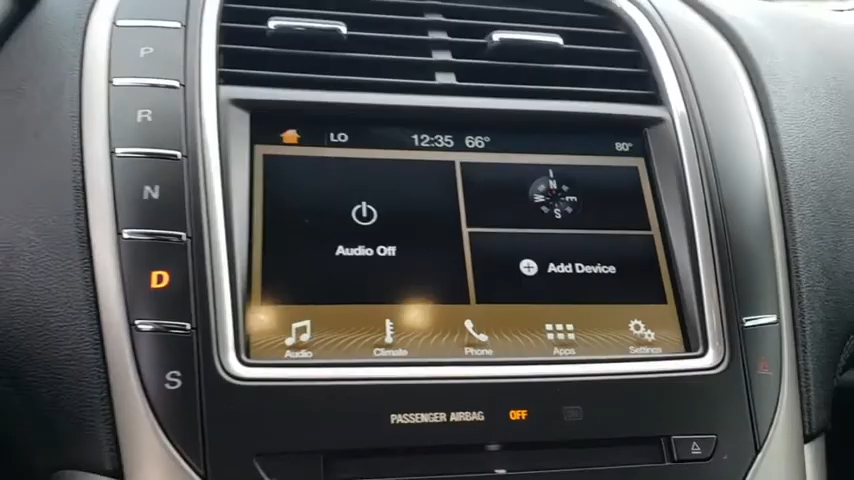 P
R
N
D
S
LO 12:35 66° 80°
N
W E
S
Audio Off
Add Device
Audio Climate Phone Apps Settings
PASSENGER AIRBAG OFF